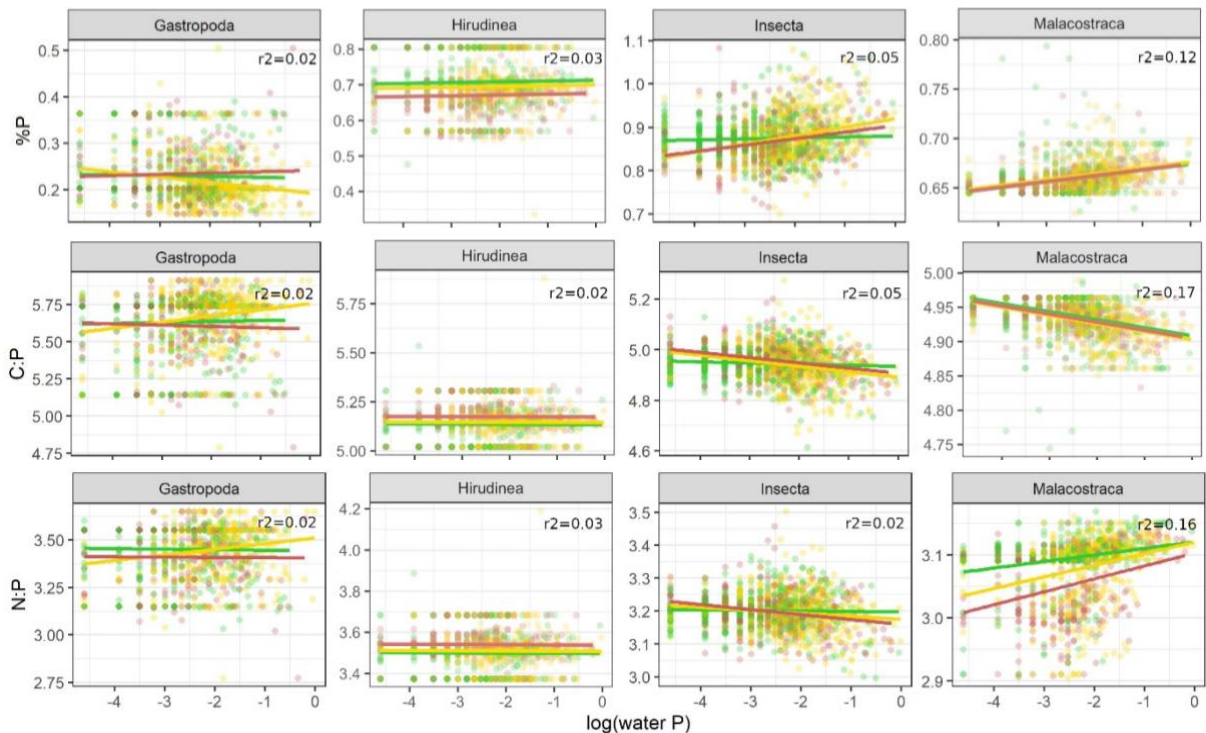 Gastropoda
Hirudinea
Insecta
Malacostraca
%P
0.5
0.4
0.3
0.2
r2=0.02
0.8
0.7
0.6
0.5
0.4
r2=0.03
1.1
1.0
0.9
0.8
0.7
r2=0.05
0.80
0.75
0.70
0.65
r2=0.12
Gastropoda
Hirudinea
Insecta
Malacostraca
C:P
5.75
5.50
5.25
5.00
4.75
r2=0.02
5.75
5.50
5.25
5.00
r2=0.02
5.2
5.0
4.8
4.6
r2=0.05
5.00
4.95
4.90
4.85
4.80
4.75
r2=0.17
Gastropoda
Hirudinea
Insecta
Malacostraca
N:P
3.50
3.25
3.00
2.75
r2=0.02
4.2
4.0
3.8
3.6
3.4
r2=0.03
3.5
3.4
3.3
3.2
3.1
3.0
r2=0.02
3.1
3.0
2.9
r2=0.16
-4 -3 -2 -1 0
-4 -3 -2 -1 0
-4 -3 -2 -1 0
-4 -3 -2 -1 0
log(water P)